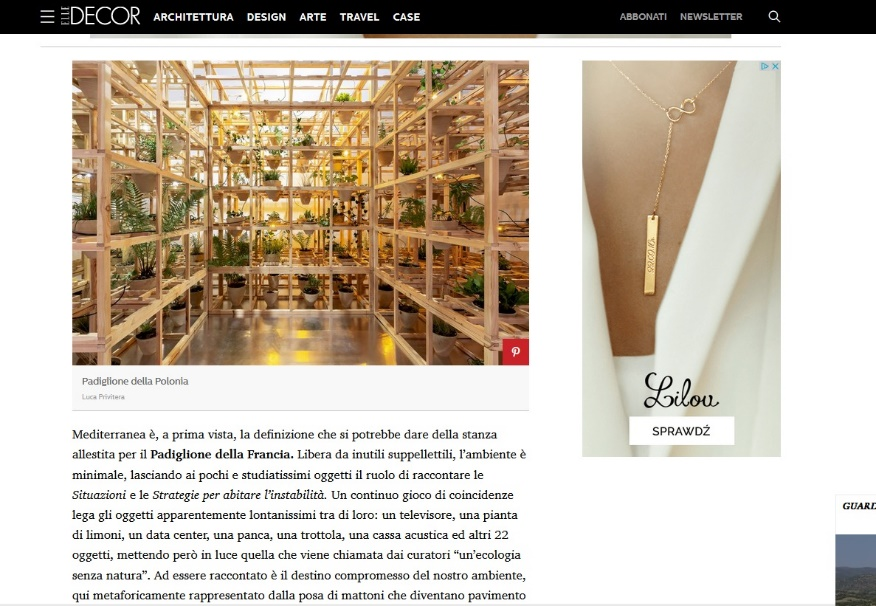 ELLE DECOR ARCHITETTURA DESIGN ARTE TRAVEL CASE ABBONATI NEWSLETTER
Padiglione della Polonia
Luca Privitera
Mediterranea è, a prima vista, la definizione che si potrebbe dare della stanza
allestita per il Padiglione della Francia. Libera da inutili suppellettili, l’ambiente è
minimale, lasciando ai pochi e studiatissimi oggetti il ruolo di raccontare le
Situazioni e le Strategie per abitare l’instabilità. Un continuo gioco di coincidenze
lega gli oggetti apparentemente lontanissimi tra di loro: un televisore, una pianta
di limoni, un data center, una panca, una trottola, una cassa acustica ed altri 22
oggetti, mettendo però in luce quella che viene chiamata dai curatori “un’ecologia
senza natura”. Ad essere raccontato è il destino compromesso del nostro ambiente,
qui metaforicamente rappresentato dalla posa di mattoni che diventano pavimento
Lilou
SPRAWDŹ
GUARD